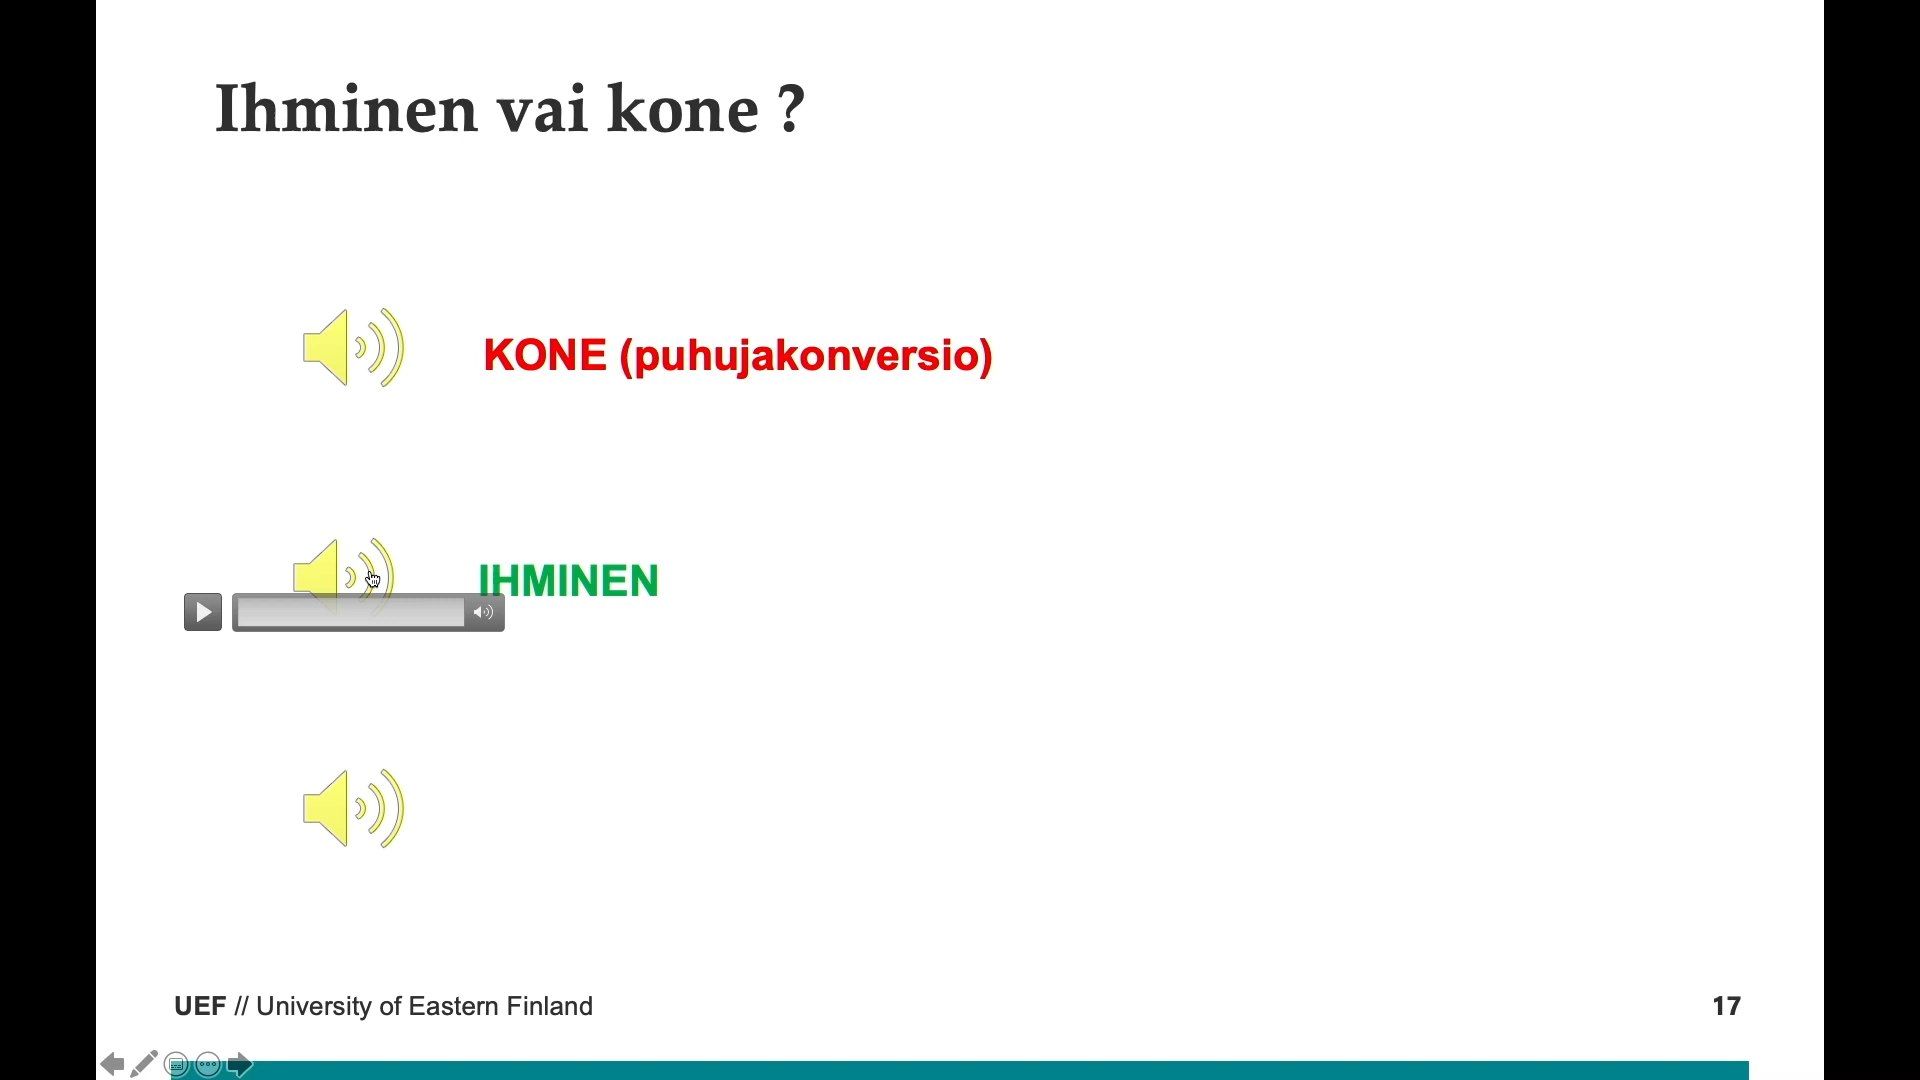 Ihminen vai kone ?
KONE (puhujakonversio)
IHMINEN
UEF // University of Eastern Finland
17